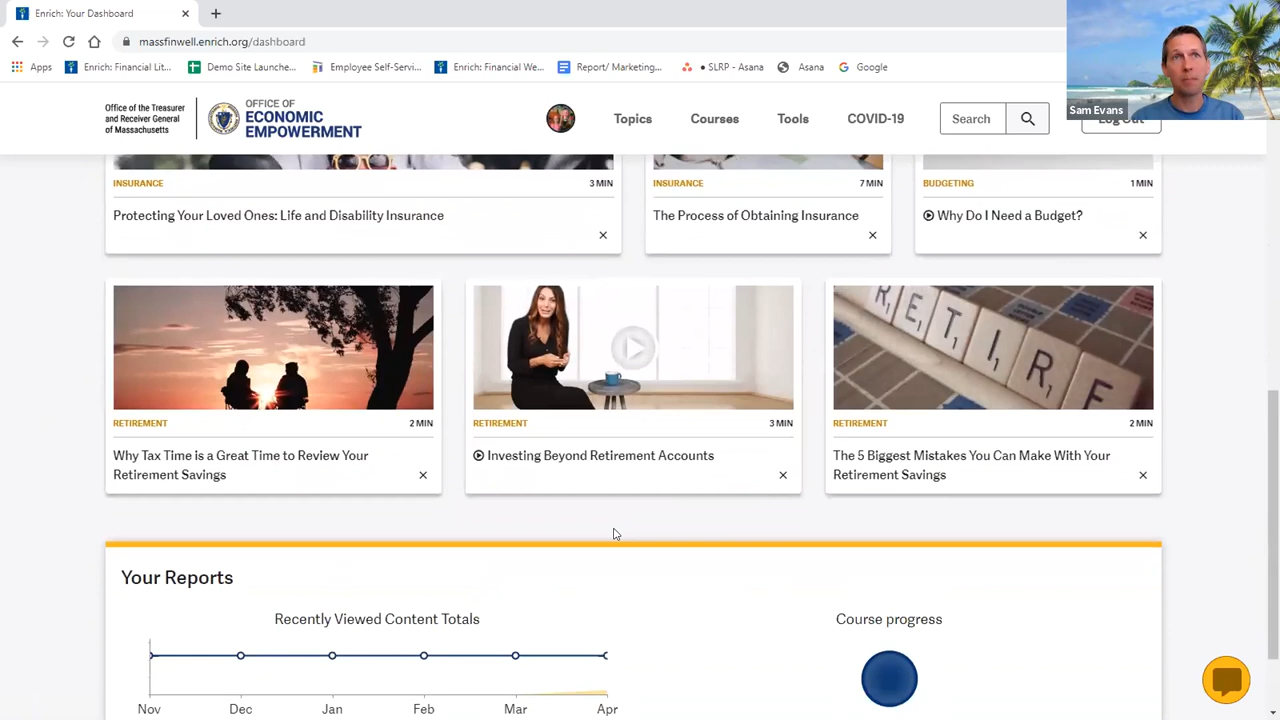 Enrich: Your Dashboard
massfinwell.enrich.org/dashboard
Apps
Enrich: Financial Lit...
Demo Site Launche...
Employee Self-Servi...
Enrich Financial We...
Report/ Marketing...
• SLRP - Asana
Asana
Google
Sam Evans
Office of the Treasurer
and Receiver General
of Massachusetts
OFFICE OF
ECONOMIC
EMPOWERMENT
Topics
Courses
Tools
COVID-19
Search
Log Out
INSURANCE
3 MIN
Protecting Your Loved Ones: Life and Disability Insurance
INSURANCE
7 MIN
The Process of Obtaining Insurance
BUDGETING
1 MIN
Why Do I Need a Budget?
RETIREMENT
2 MIN
Why Tax Time is a Great Time to Review Your
Retirement Savings
RETIREMENT
3 MIN
Investing Beyond Retirement Accounts
RETIRE
RETIREMENT
2 MIN
The 5 Biggest Mistakes You Can Make With Your
Retirement Savings
Your Reports
Recently Viewed Content Totals
Nov Dec Jan Feb Mar Apr
Course progress